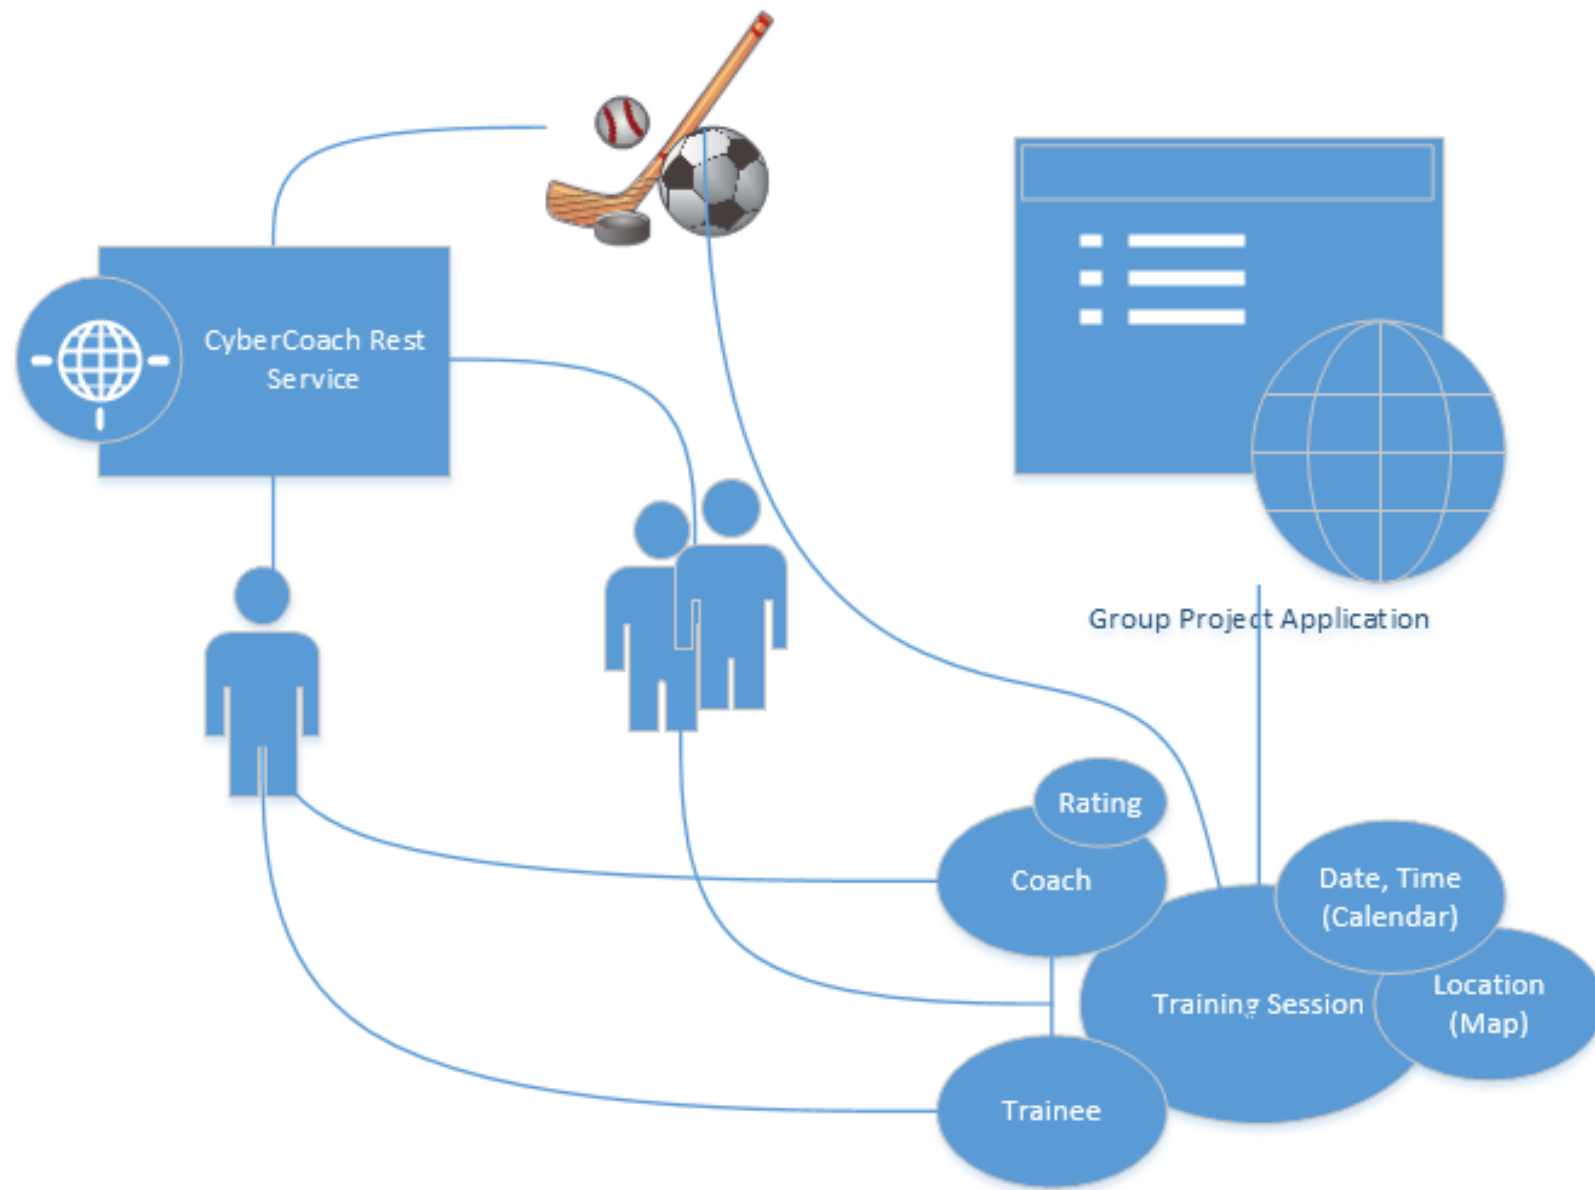 CyberCoach Rest
Service
Group Project Application
Rating
Coach
Date, Time
(Calendar)
Training Session
Location
(Map)
Trainee